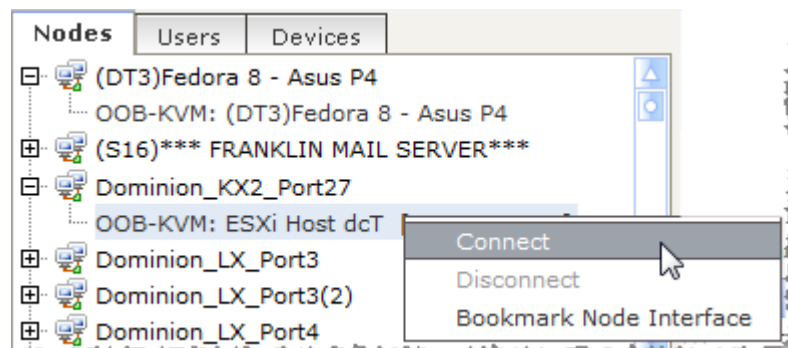 Nodes Users Devices
(DT3)Fedora 8 - Asus P4
OOB-KVM: (DT3)Fedora 8 - Asus P4
(S16)*** FRANKLIN MAIL SERVER***
Dominion_KX2_Port27
OOB-KVM: ESXi Host dcT
Connect
Dominion_LX_Port3
Disconnect
Dominion_LX_Port3(2)
Bookmark Node Interface
Dominion_LX_Port4